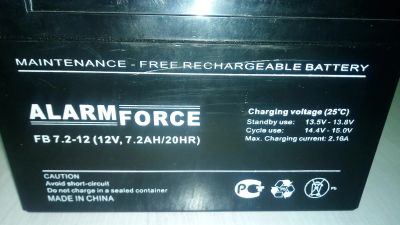 MAINTENANCE - FREE RECHARGEABLE BATTERY
ALARM FORCE
FB 7.2-12 (12V, 7.2AH/20HR)
Charging voltage (25°C)
Standby use: 13.5V - 13.8V
Cycle use: 14.4V - 15.0V
Max. Charging current: 2.16A
CAUTION
Avoid short-circuit
Do not charge in a sealed container
MADE IN CHINA
Pb